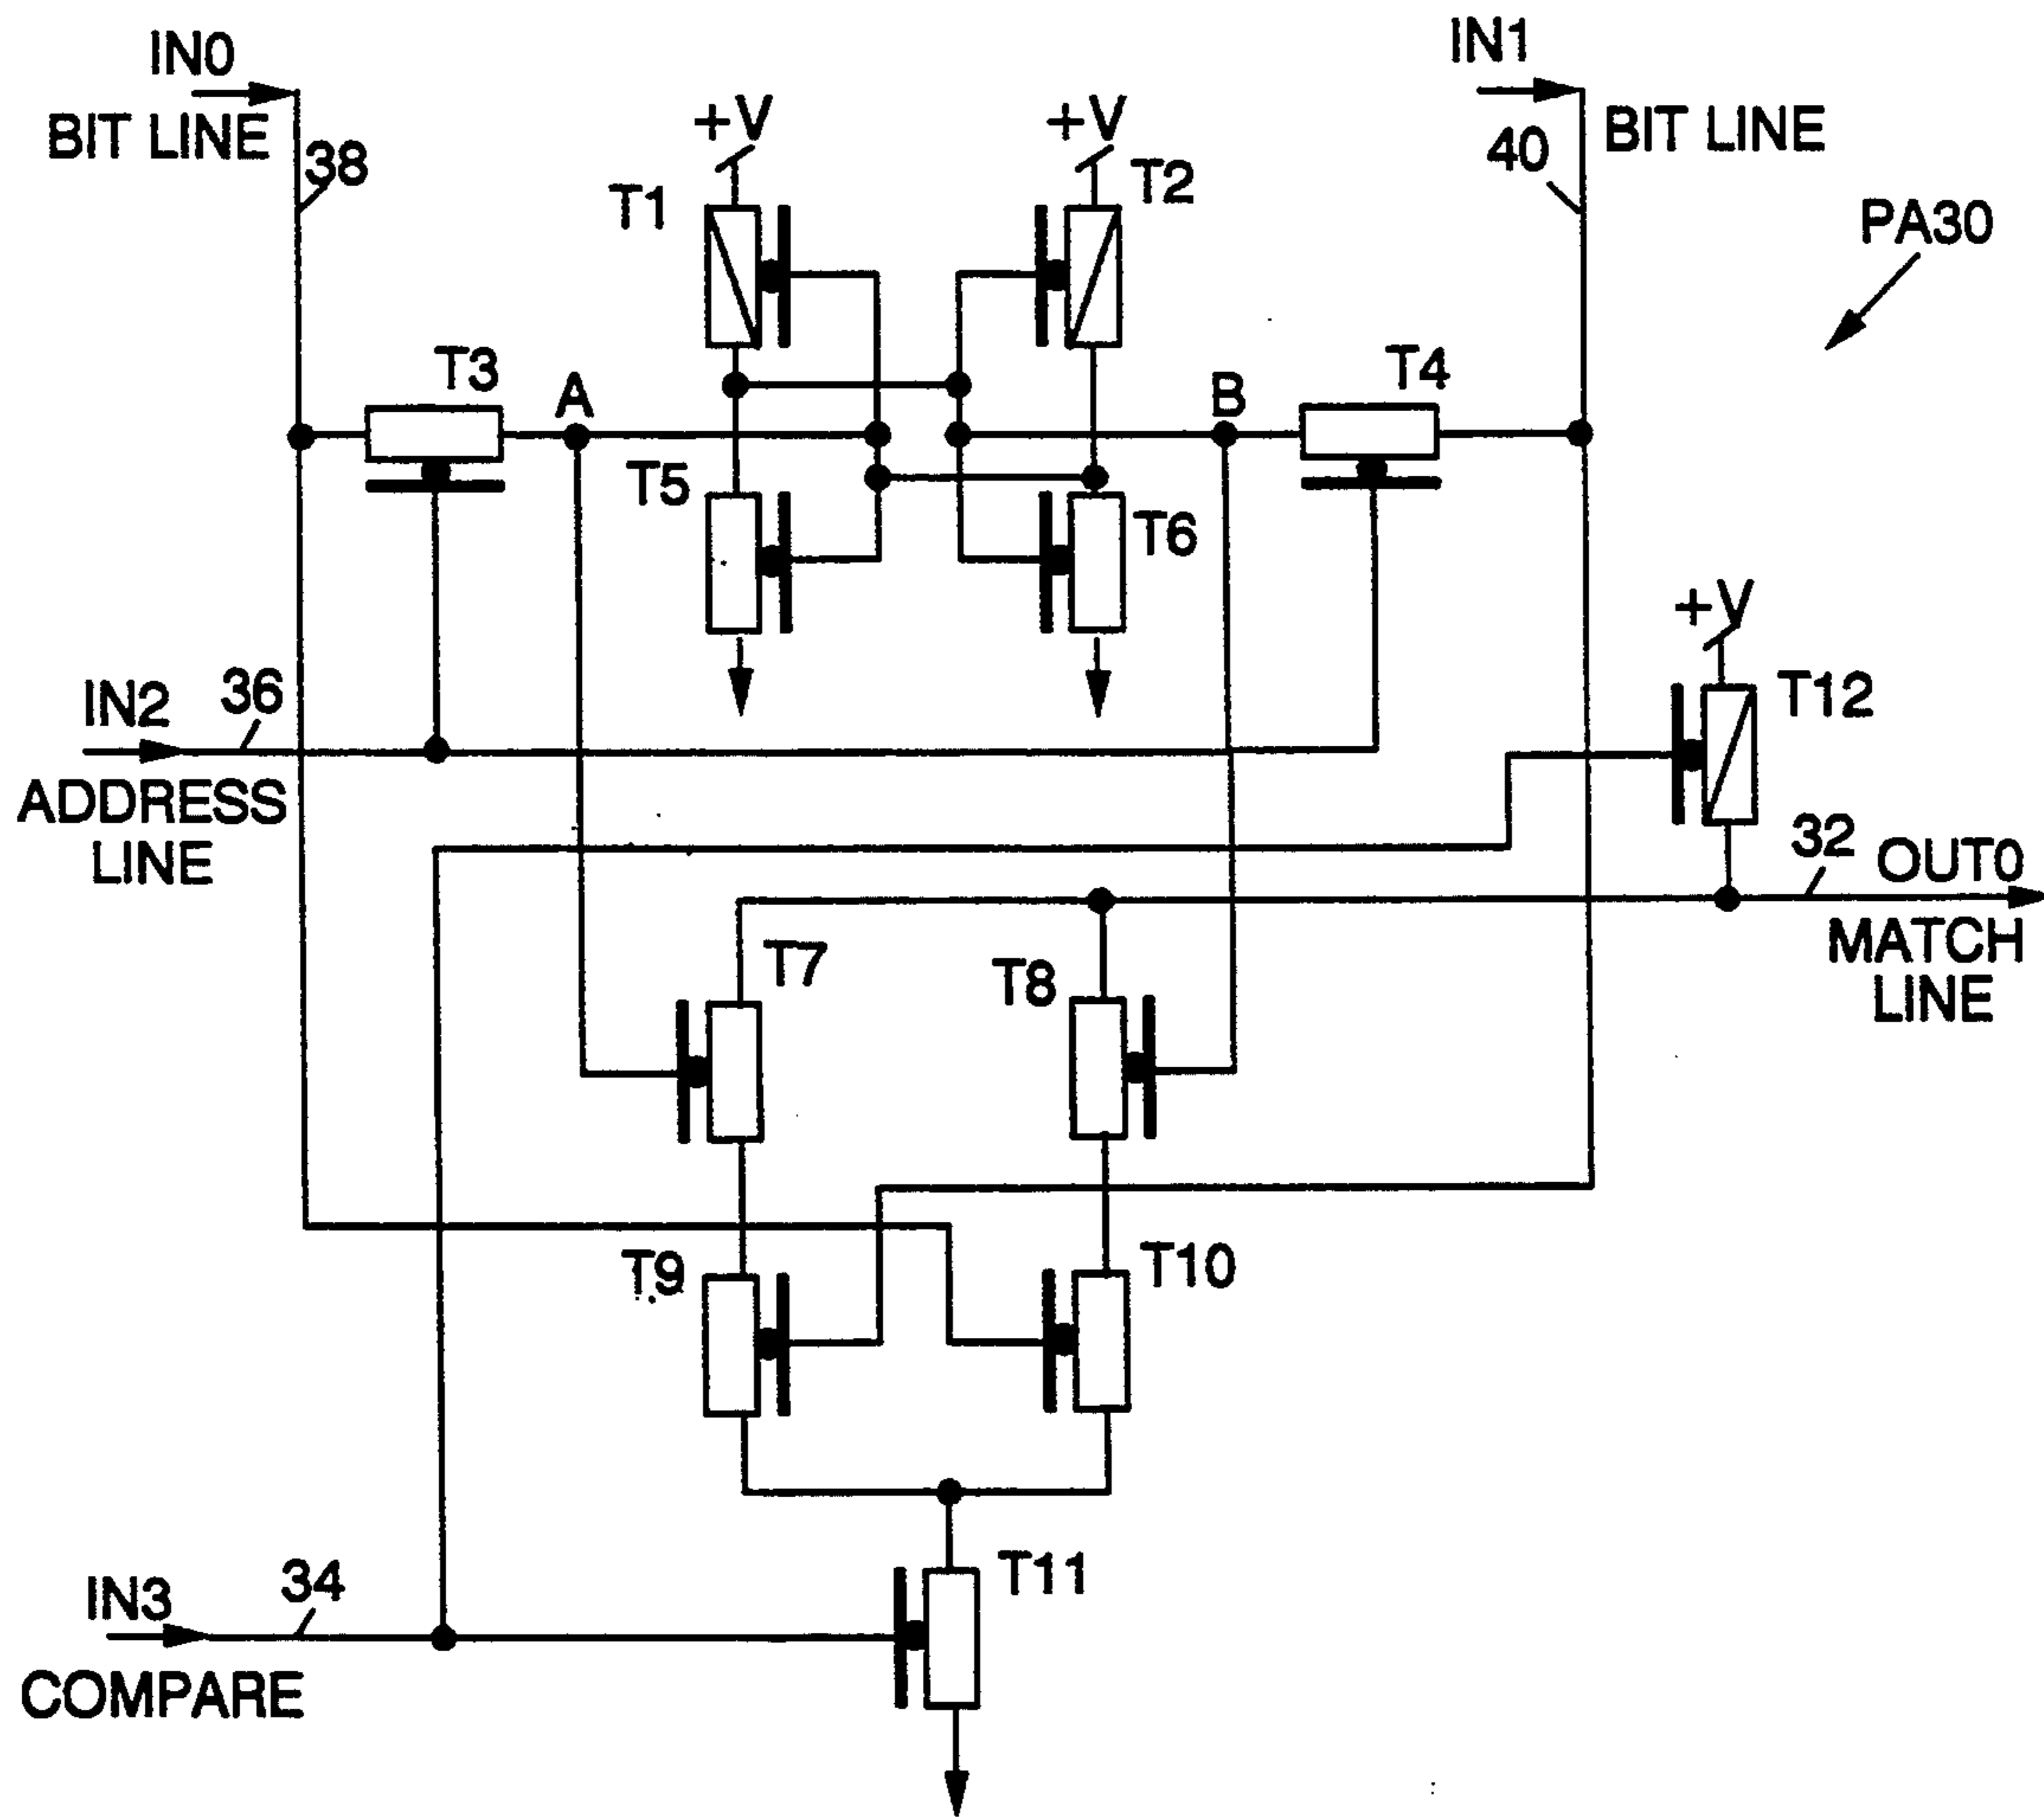 IN0
BIT LINE
38
+V
T1
+V
T2
IN1
BIT LINE
40
PA30
T3
A
B
T4
T5
T6
IN2
36
ADDRESS
LINE
+V
T12
32
OUT0
MATCH
LINE
T7
T8
T9
T10
IN3
34
COMPARE
T11